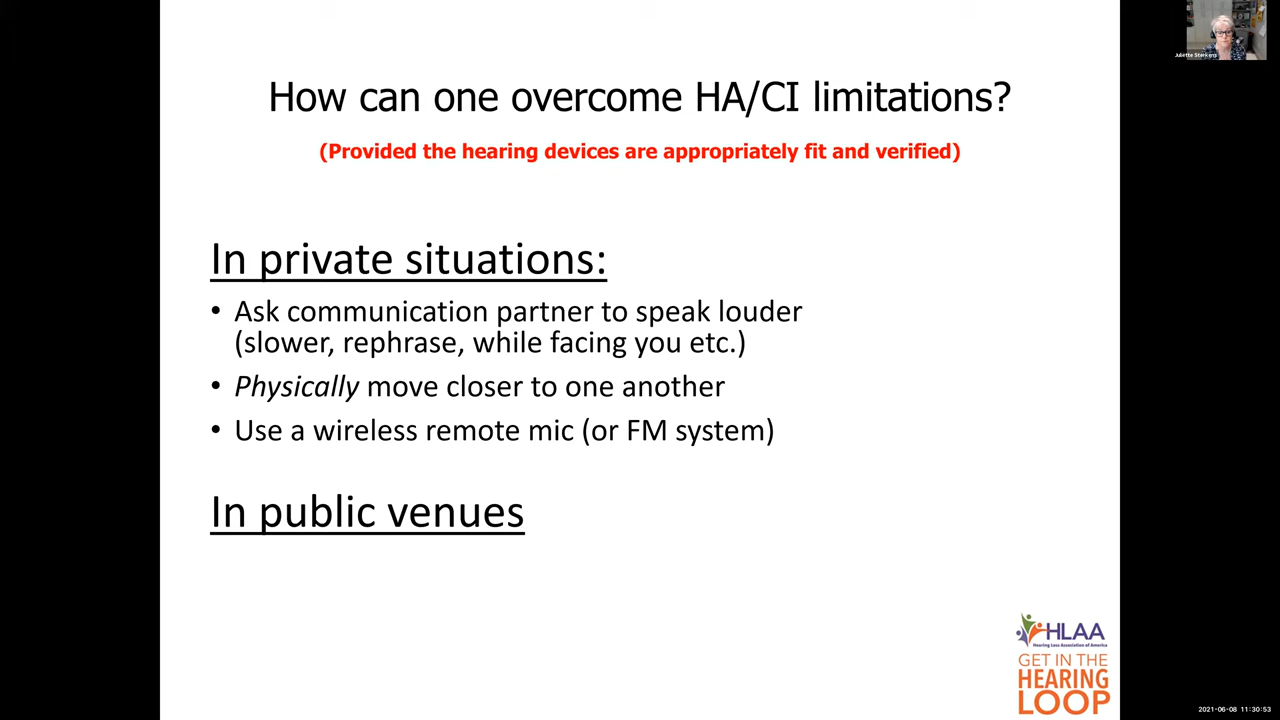 Juliette Sterkens
How can one overcome HA/CI limitations?
(Provided the hearing devices are appropriately fit and verified)
In private situations:
• Ask communication partner to speak louder
(slower, rephrase, while facing you etc.)
• Physically move closer to one another
• Use a wireless remote mic (or FM system)
In public venues
HLAA
Hearing Loss Association of America
GET IN THE
HEARING
LOOP
2021-06-08 11:30:53